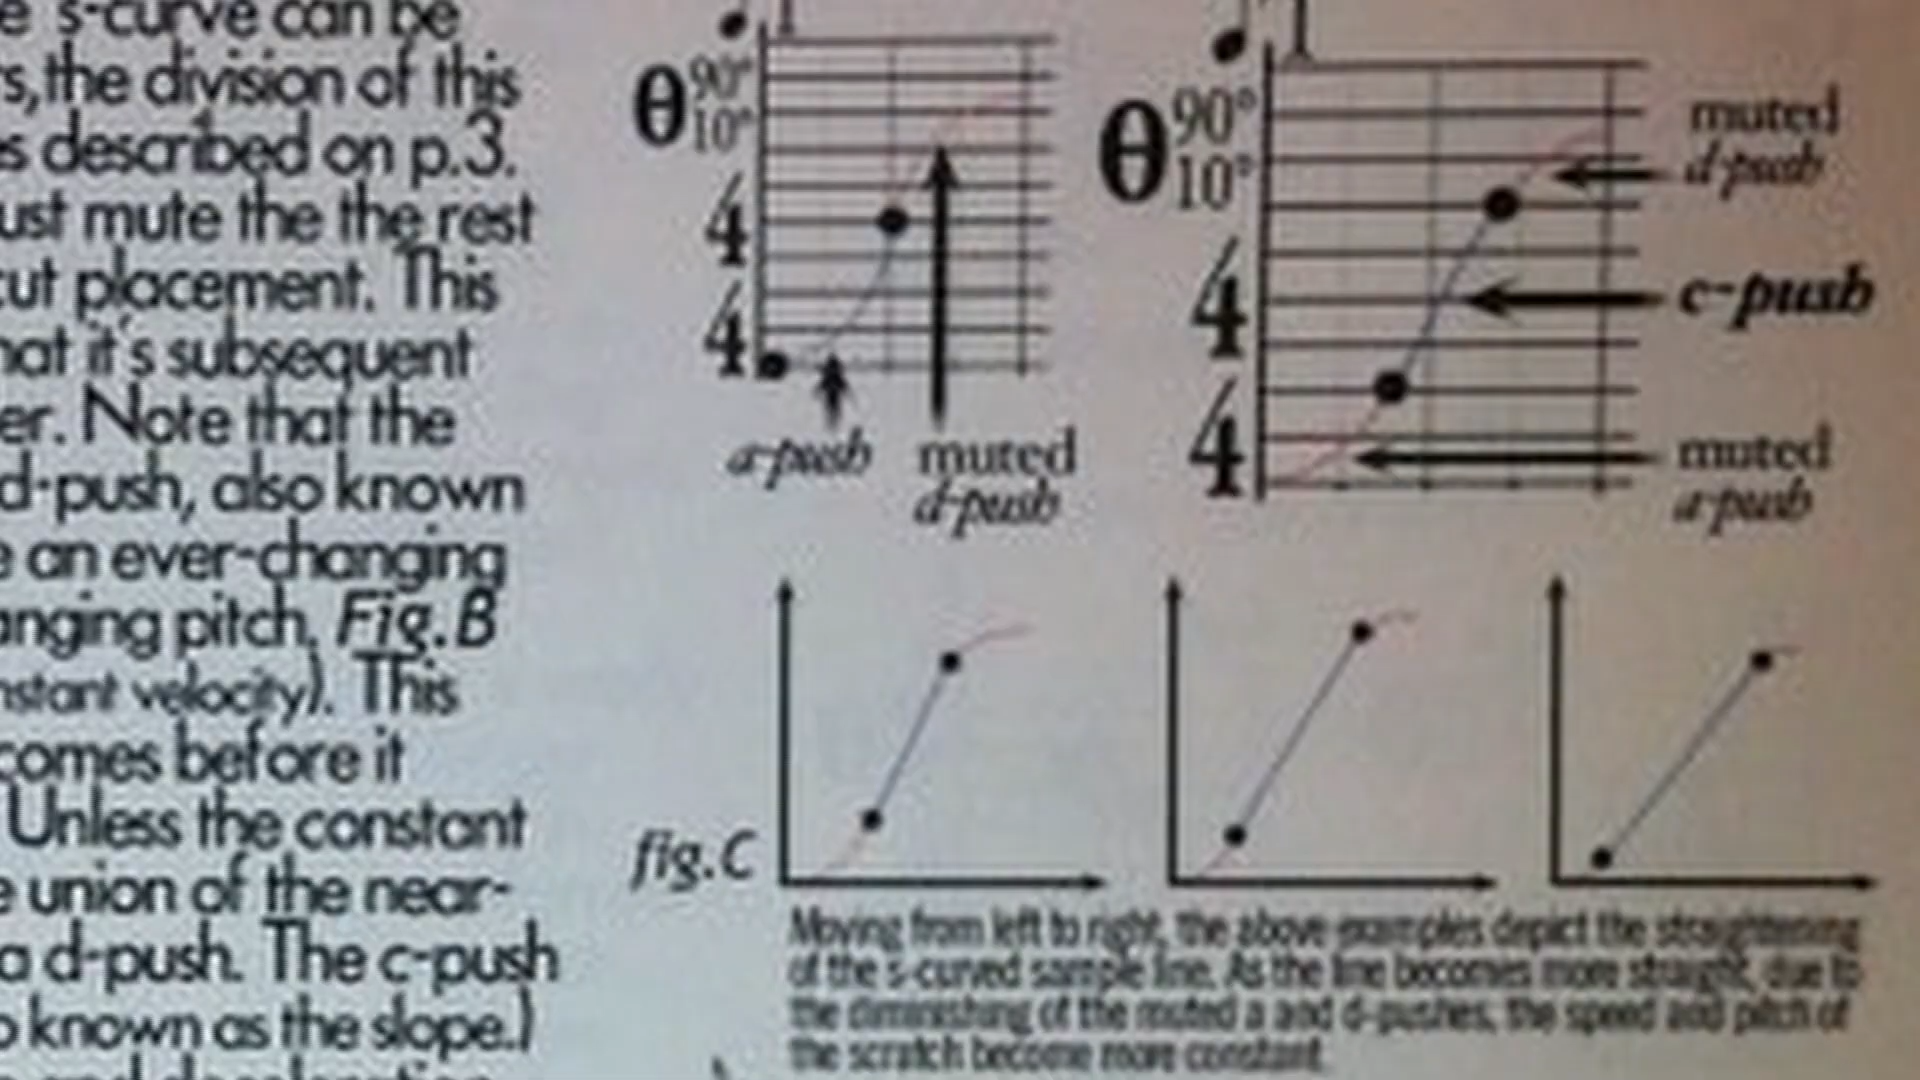 e s-curve can be
s, the division of this
s described on p.3.
ust mute the the rest
cut placement. This
hat it's subsequent
er. Note that the
d-push, also known
e an ever-changing
anging pitch. Fig. B
nstant velocity). This
comes before it
Unless the constant
e union of the near-
a d-push. The c-push
o known as the slope.)
and deceleration
θ 90° 10°
4
4
a-push
muted
d-push
θ 90° 10°
4
4
muted
d-push
c-push
muted
a-push
fig. C
Moving from left to right, the above examples depict the straightening
of the s-curved sample line. As the line becomes more straight, due to
the diminishing of the muted a and d-pushes, the speed and pitch of
the scratch become more constant.